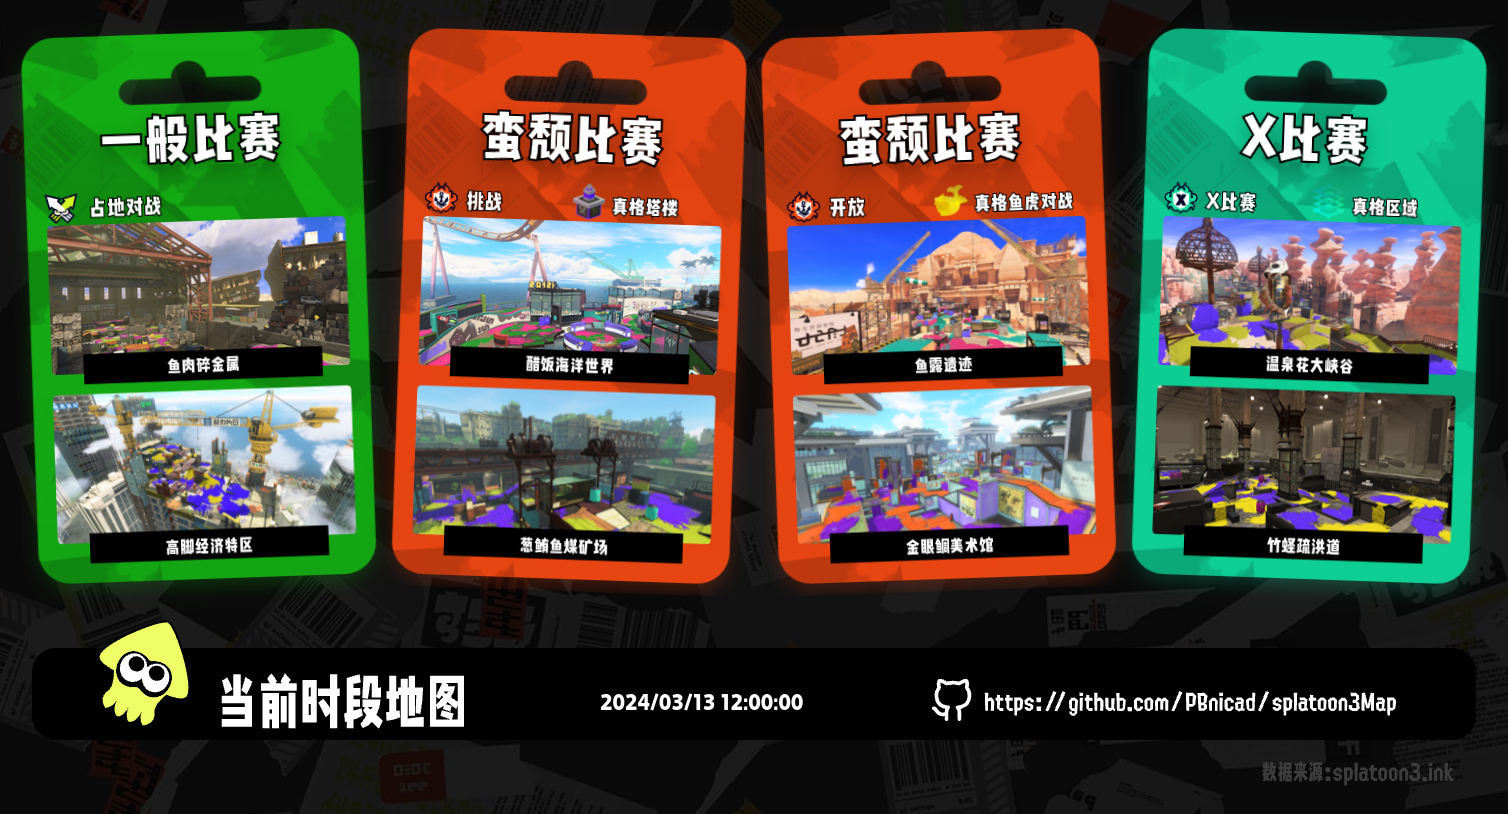 一般比赛
占地对战
鱼肉碎金属
高脚经济特区
蛮颓比赛
挑战
真格塔楼
醋饭海洋世界
葱鲔鱼煤矿场
蛮颓比赛
开放
真格鱼虎对战
鱼露遗迹
金眼鲷美术馆
X比赛
X比赛
真格区域
温泉花大峡谷
竹蛏疏洪道
当前时段地图
2024/03/13 12:00:00
https://github.com/PBnicad/splatoon3Map
数据来源:splatoon3.ink